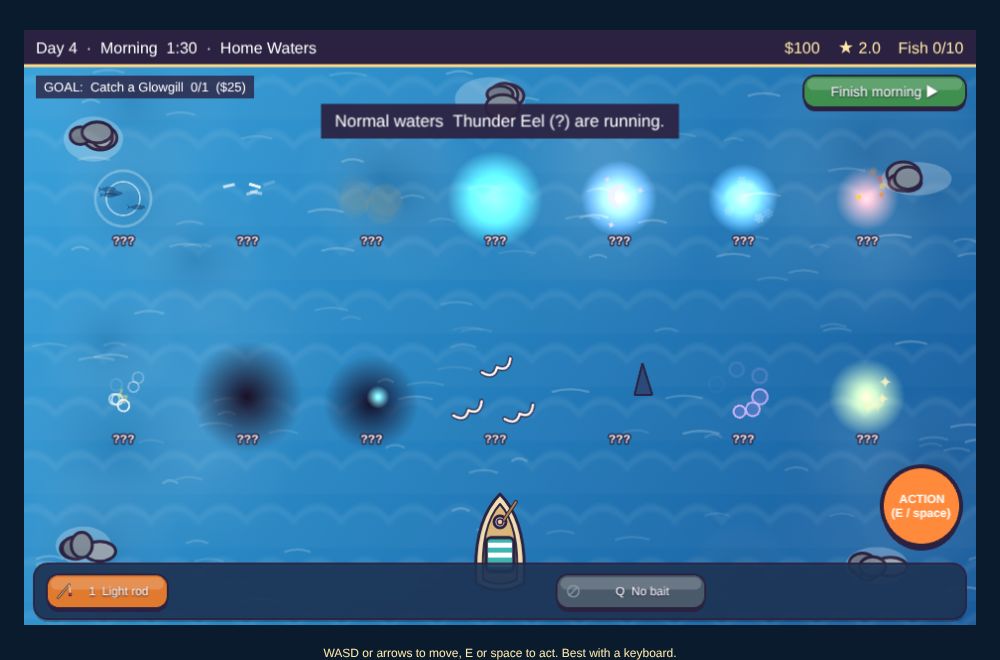 Day 4 · Morning 1:30 · Home Waters
$100 ★ 2.0 Fish 0/10
GOAL: Catch a Glowgill 0/1 ($25)
Finish morning ▶
Normal waters Thunder Eel (?) are running.
??? ??? ??? ??? ??? ??? ???
??? ??? ??? ??? ??? ??? ???
ACTION
(E / space)
1 Light rod
Q No bait
WASD or arrows to move, E or space to act. Best with a keyboard.